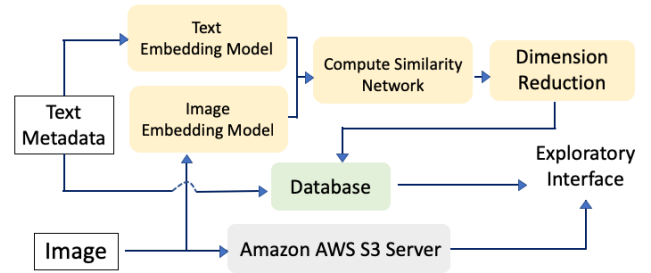 Text
Embedding Model
Compute Similarity
Network
Dimension
Reduction
Text
Metadata
Image
Embedding Model
Database
Exploratory
Interface
Image
Amazon AWS S3 Server